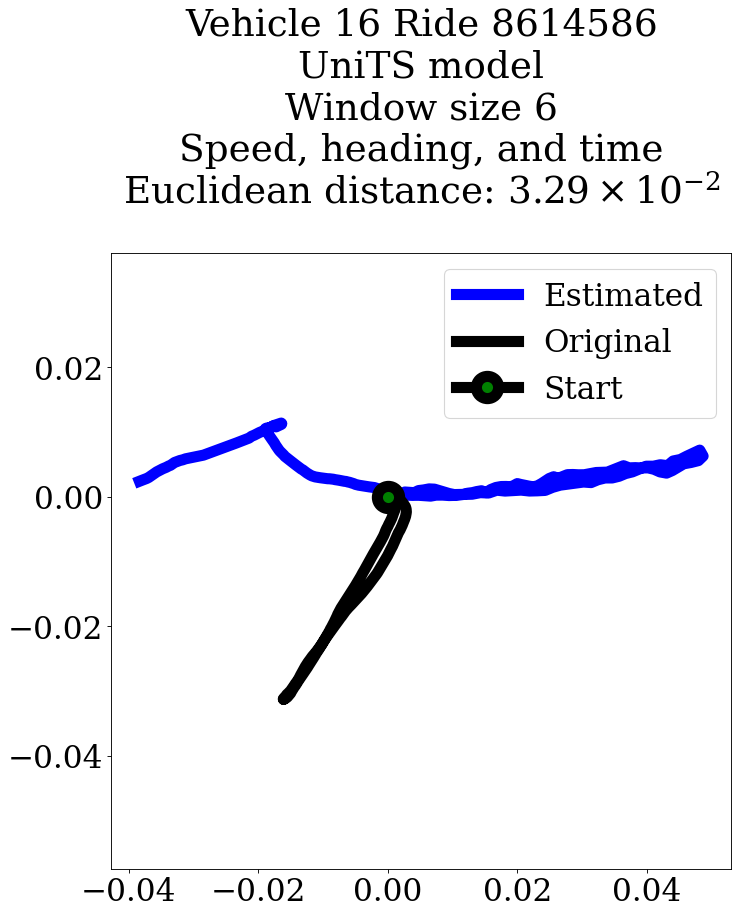 Vehicle 16 Ride 8614586
UniTS model
Window size 6
Speed, heading, and time
Euclidean distance: 3.29 × 10⁻²
Estimated
Original
Start
0.02
0.00
−0.02
−0.04
−0.04 −0.02 0.00 0.02 0.04